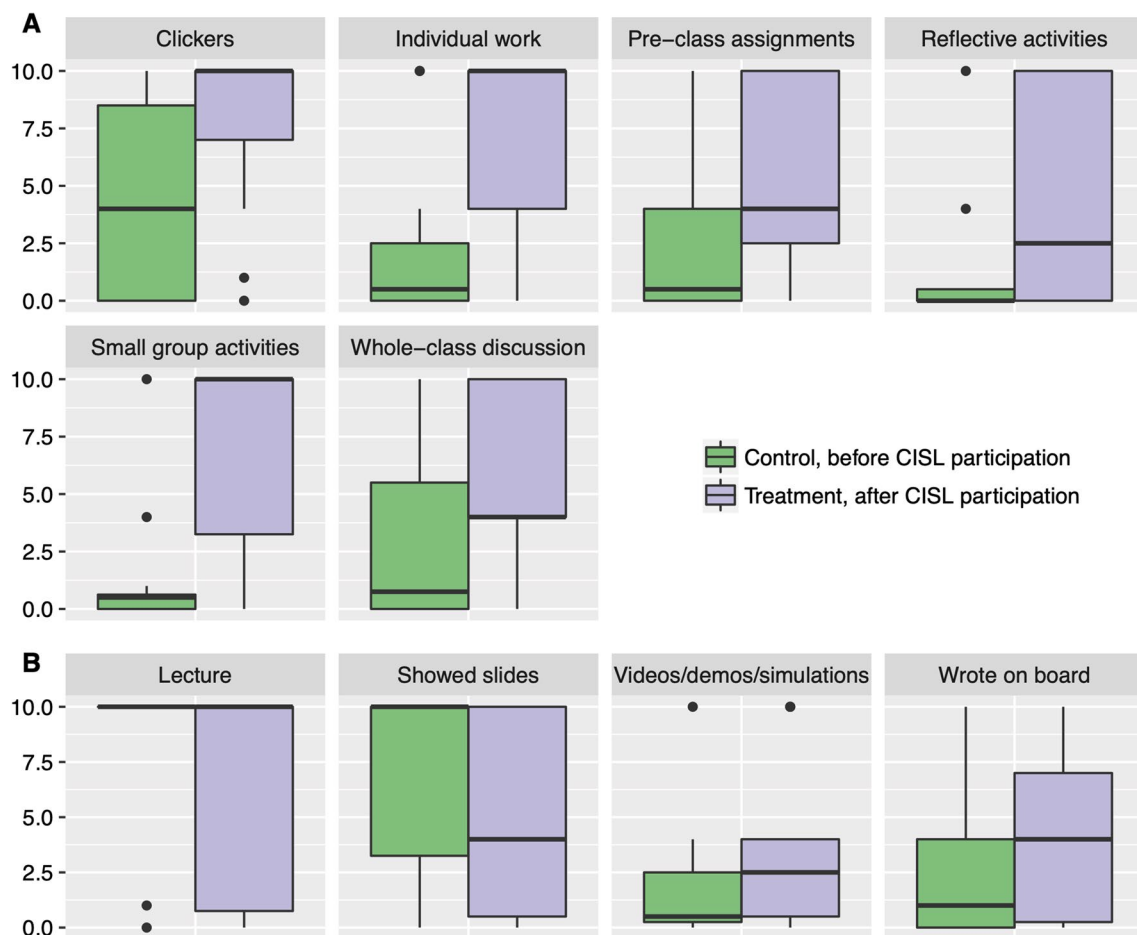 A
Clickers
Individual work
Pre−class assignments
Reflective activities
10.0
7.5
5.0
2.5
0.0
Small group activities
Whole−class discussion
10.0
7.5
5.0
2.5
0.0
Control, before CISL participation
Treatment, after CISL participation
B
Lecture
Showed slides
Videos/demos/simulations
Wrote on board
10.0
7.5
5.0
2.5
0.0